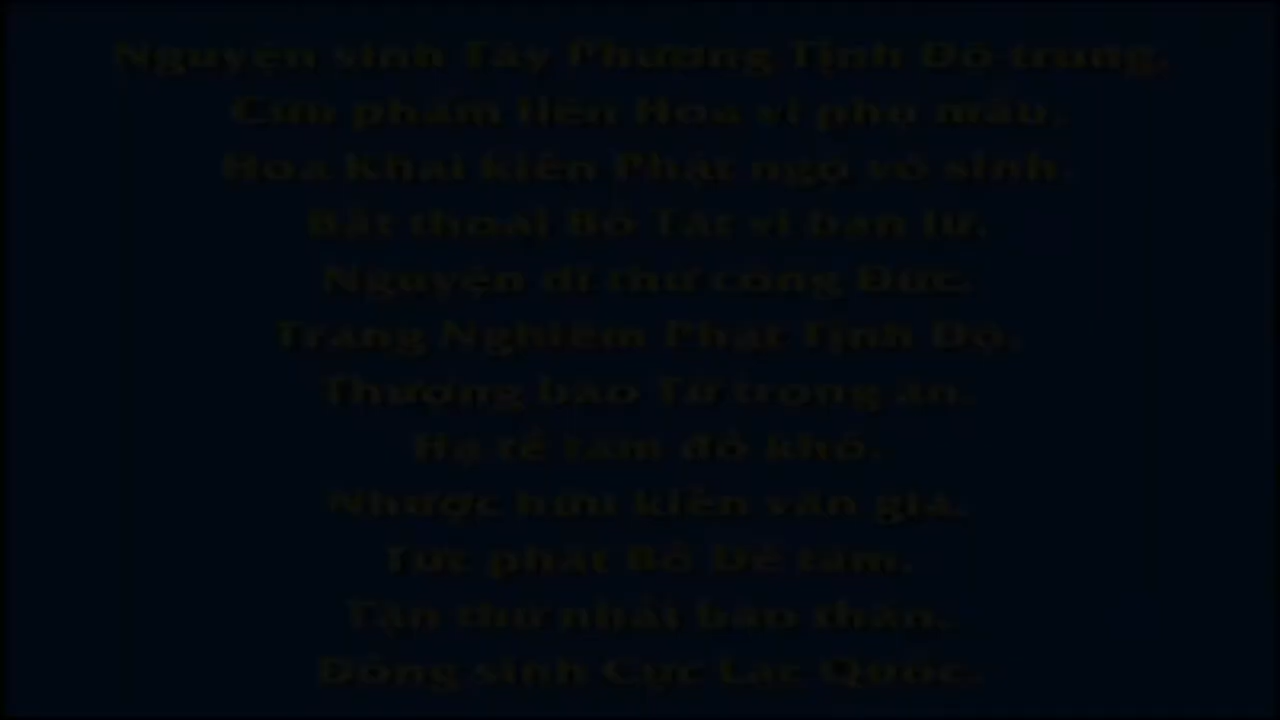 Nguyện sinh Tây Phương Tịnh Độ trung,
Cửu phẩm liên Hoa vi phụ mẫu,
Hoa khai kiến Phật ngộ vô sinh
Bất thoái Bồ Tát vi bạn lữ.
Nguyện dĩ thử công Đức,
Trang Nghiêm Phật Tịnh Độ,
Thượng báo Tứ trọng ân,
Hạ tế tam đồ khổ.
Nhược hữu kiến văn giả,
Tức phát Bồ Đề tâm,
Tận thử nhất báo thân,
Đồng sinh Cực Lạc Quốc.